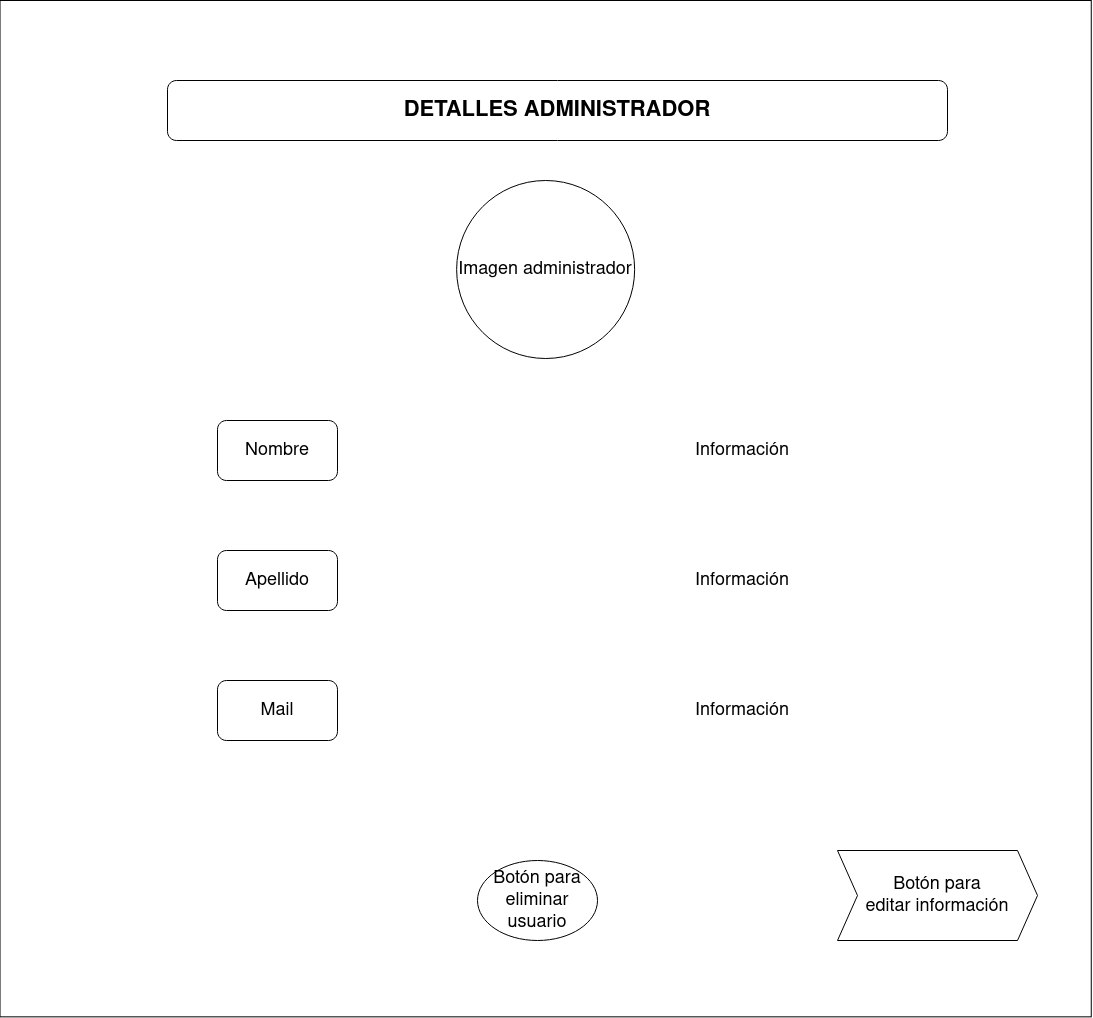 DETALLES ADMINISTRADOR
Imagen administrador
Nombre
Información
Apellido
Información
Mail
Información
Botón para
eliminar
usuario
Botón para
editar información